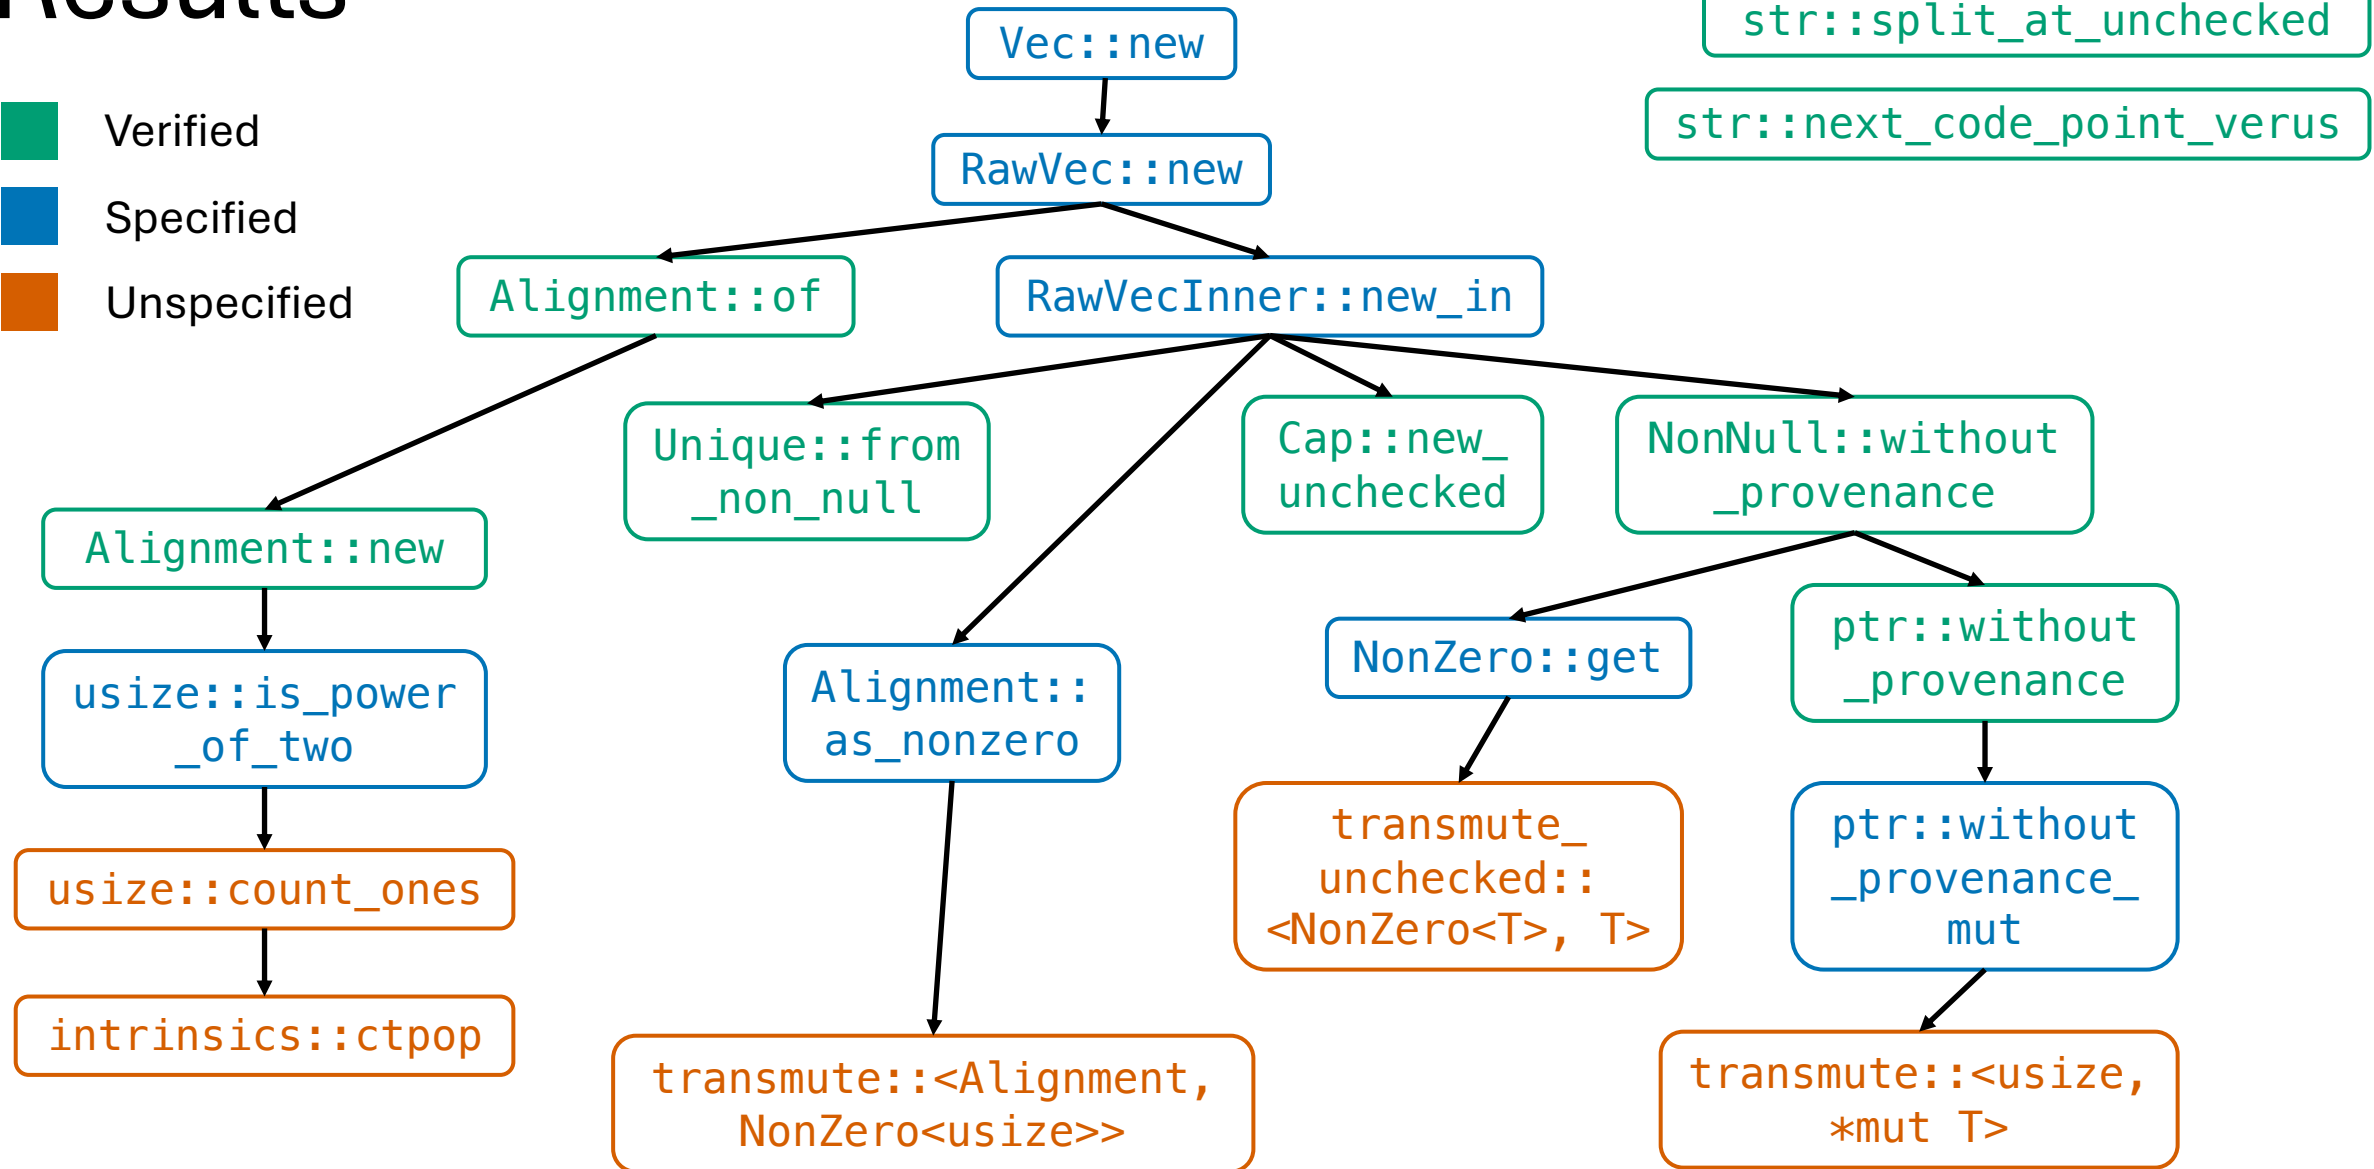 Results
Vec::new
str::split_at_unchecked
str::next_code_point_verus
Verified
Specified
Unspecified
RawVec::new
Alignment::of
RawVecInner::new_in
Unique::from
_non_null
Cap::new_
unchecked
NonNull::without
_provenance
Alignment::new
usize::is_power
_of_two
Alignment::
as_nonzero
NonZero::get
ptr::without
_provenance
usize::count_ones
transmute_
unchecked::
<NonZero<T>, T>
ptr::without
_provenance_
mut
intrinsics::ctpop
transmute::<Alignment,
NonZero<usize>>
transmute::<usize,
*mut T>